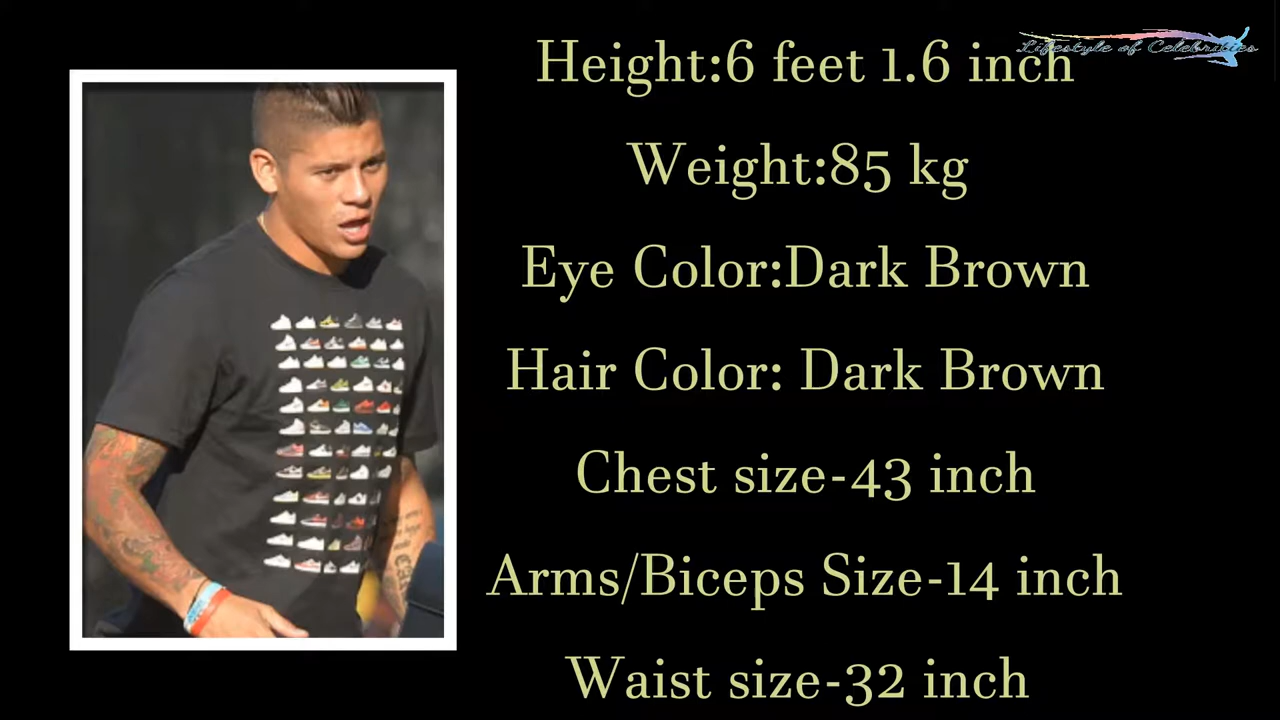 Lifestyle of Celebrities
Height:6 feet 1.6 inch
Weight:85 kg
Eye Color:Dark Brown
Hair Color: Dark Brown
Chest size-43 inch
Arms/Biceps Size-14 inch
Waist size-32 inch